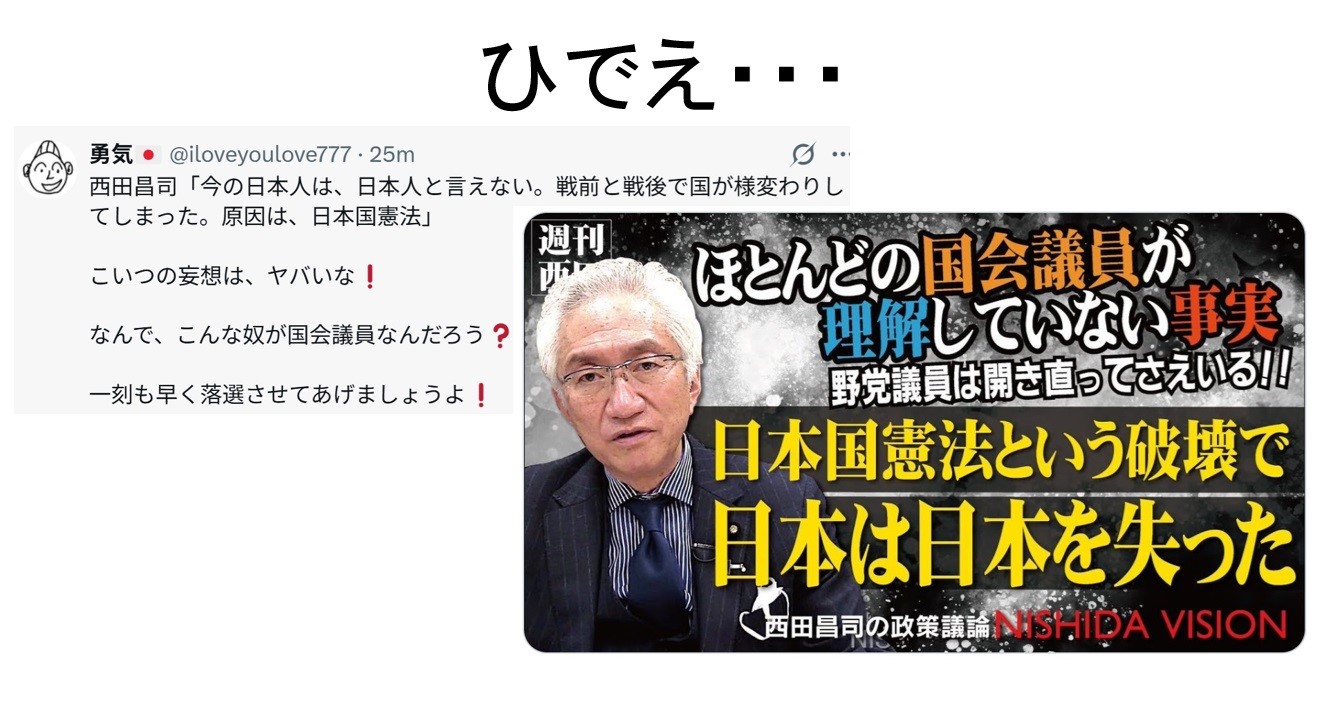 ひでえ・・・
勇気🇯🇵 @iloveyoulove777 · 25m
西田昌司「今の日本人は、日本人と言えない。戦前と戦後で国が様変わりし
てしまった。原因は、日本国憲法」
こいつの妄想は、ヤバいな❗
なんで、こんな奴が国会議員なんだろう❓
一刻も早く落選させてあげましょうよ❗
週刊
西田
ほとんどの国会議員が
理解していない事実
野党議員は開き直ってさえいる!!
日本国憲法という破壊で
日本は日本を失った
西田昌司の政策議論 NISHIDA VISION